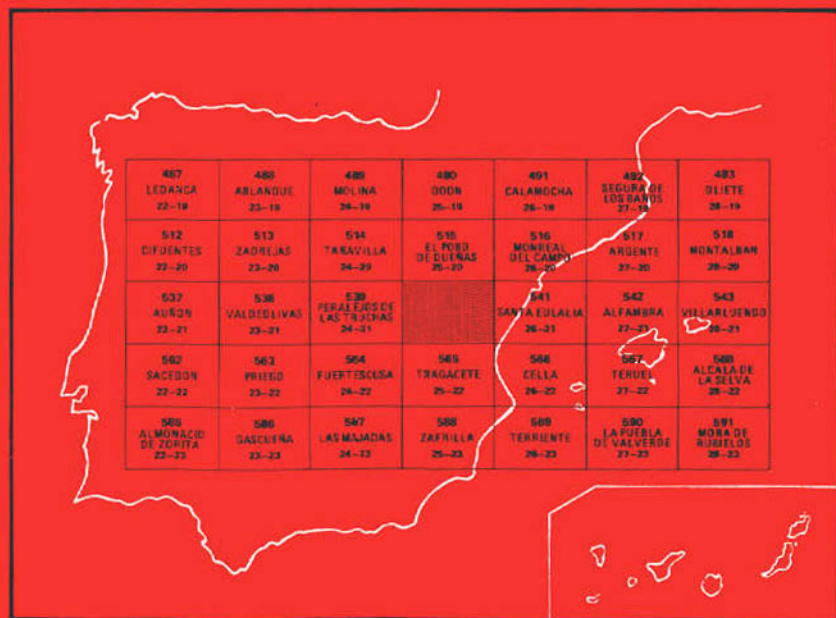 487
LEDANCA
22-19
488
ABLANQUE
23-19
489
MOLINA
24-19
490
ODON
25-19
491
CALAMOCHA
26-19
492
SEGURA DE
LOS BAÑOS
27-19
493
OLIETE
28-19
512
CIFUENTES
22-20
513
ZAOREJAS
23-20
514
TARAVILLA
24-20
515
EL POBO
DE DUEÑAS
25-20
516
MONREAL
DEL CAMPO
26-20
517
ARGENTE
27-20
518
MONTALBAN
28-20
537
AUÑON
22-21
538
VALDEOLIVAS
23-21
539
PERALEJOS DE
LAS TRUCHAS
24-21
541
SANTA EULALIA
26-21
542
ALFAMBRA
27-21
543
VILLARLUENGO
28-21
562
SACEDON
22-22
563
PRIEGO
23-22
564
FUERTESCUSA
24-22
565
TRAGACETE
25-22
566
CELLA
26-22
567
TERUEL
27-22
568
ALCALA DE
LA SELVA
28-22
585
ALMONACID
DE ZORITA
22-23
586
GASCUEÑA
23-23
587
LAS MAJADAS
24-23
588
ZAFRILLA
25-23
589
TERRIENTE
26-23
590
LA PUEBLA
DE VALVERDE
27-23
591
MORA DE
RUBIELOS
28-23